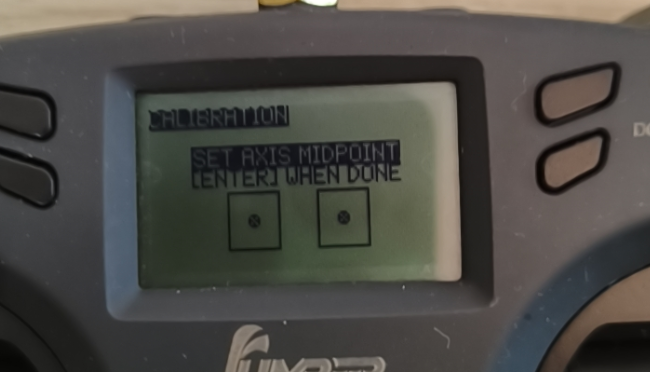 CALIBRATION
SET AXIS MIDPOINT
[ENTER] WHEN DONE